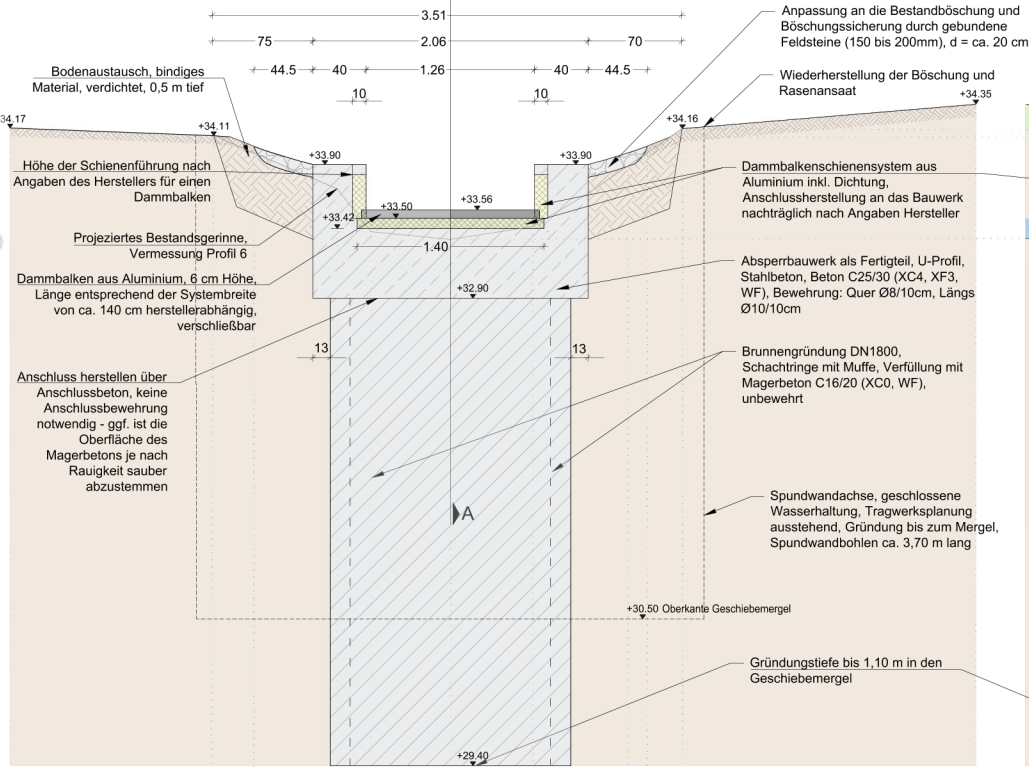 3.51
75
2.06
70
44.5
40
1.26
40
44.5
10
10
Anpassung an die Bestandböschung und
Böschungssicherung durch gebundene
Feldsteine (150 bis 200mm), d = ca. 20 cm
Bodenaustausch, bindiges
Material, verdichtet, 0,5 m tief
Wiederherstellung der Böschung und
Rasenansaat
+34.35
34.17
+34.11
+34.16
+33.90
+33.90
Höhe der Schienenführung nach
Angaben des Herstellers für einen
Dammbalken
Dammbalkenschienensystem aus
Aluminium inkl. Dichtung,
Anschlussherstellung an das Bauwerk
nachträglich nach Angaben Hersteller
+33.56
+33.50
+33.42
1.40
Projeziertes Bestandsgerinne,
Vermessung Profil 6
Dammbalken aus Aluminium, 6 cm Höhe,
Länge entsprechend der Systembreite
von ca. 140 cm herstellerabhängig,
verschließbar
Absperrbauwerk als Fertigteil, U-Profil,
Stahlbeton, Beton C25/30 (XC4, XF3,
WF), Bewehrung: Quer Ø8/10cm, Längs
Ø10/10cm
+32.90
13
13
Anschluss herstellen über
Anschlussbeton, keine
Anschlussbewehrung
notwendig - ggf. ist die
Oberfläche des
Magerbetons je nach
Rauigkeit sauber
abzustemmen
Brunnengründung DN1800,
Schachtringe mit Muffe, Verfüllung mit
Magerbeton C16/20 (XC0, WF),
unbewehrt
A
Spundwandachse, geschlossene
Wasserhaltung, Tragwerksplanung
ausstehend, Gründung bis zum Mergel,
Spundwandbohlen ca. 3,70 m lang
+30.50 Oberkante Geschiebemergel
Gründungstiefe bis 1,10 m in den
Geschiebemergel
+29.40